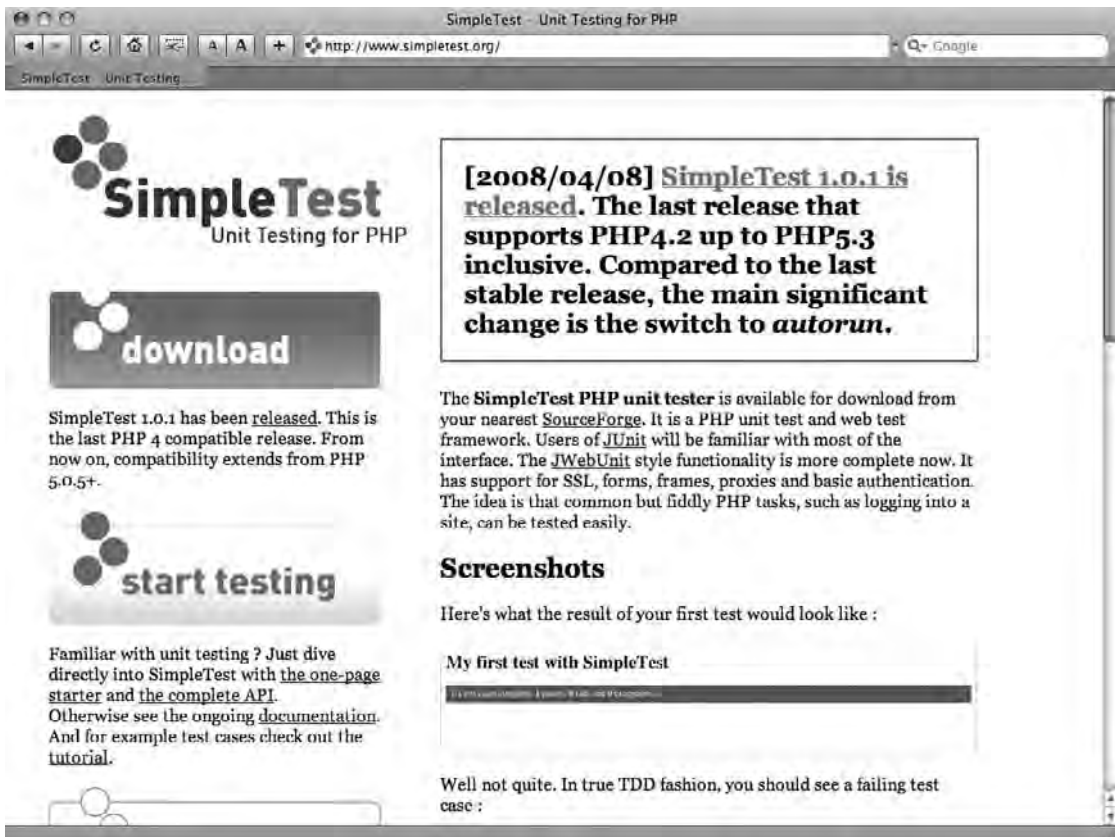 SimpleTest - Unit Testing for PHP
A A + http://www.simpletest.org/
Google
SimpleTest - Unit Testing ...
SimpleTest
Unit Testing for PHP
download
SimpleTest 1.0.1 has been released. This is
the last PHP 4 compatible release. From
now on, compatibility extends from PHP
5.0.5+.
start testing
Familiar with unit testing ? Just dive
directly into SimpleTest with the one-page
starter and the complete API.
Otherwise see the ongoing documentation.
And for example test cases check out the
tutorial.
[2008/04/08] SimpleTest 1.0.1 is
released. The last release that
supports PHP4.2 up to PHP5.3
inclusive. Compared to the last
stable release, the main significant
change is the switch to autorun.
The SimpleTest PHP unit tester is available for download from
your nearest SourceForge. It is a PHP unit test and web test
framework. Users of JUnit will be familiar with most of the
interface. The JWebUnit style functionality is more complete now. It
has support for SSL, forms, frames, proxies and basic authentication.
The idea is that common but fiddly PHP tasks, such as logging into a
site, can be tested easily.
Screenshots
Here's what the result of your first test would look like :
My first test with SimpleTest
Well not quite. In true TDD fashion, you should see a failing test
case :